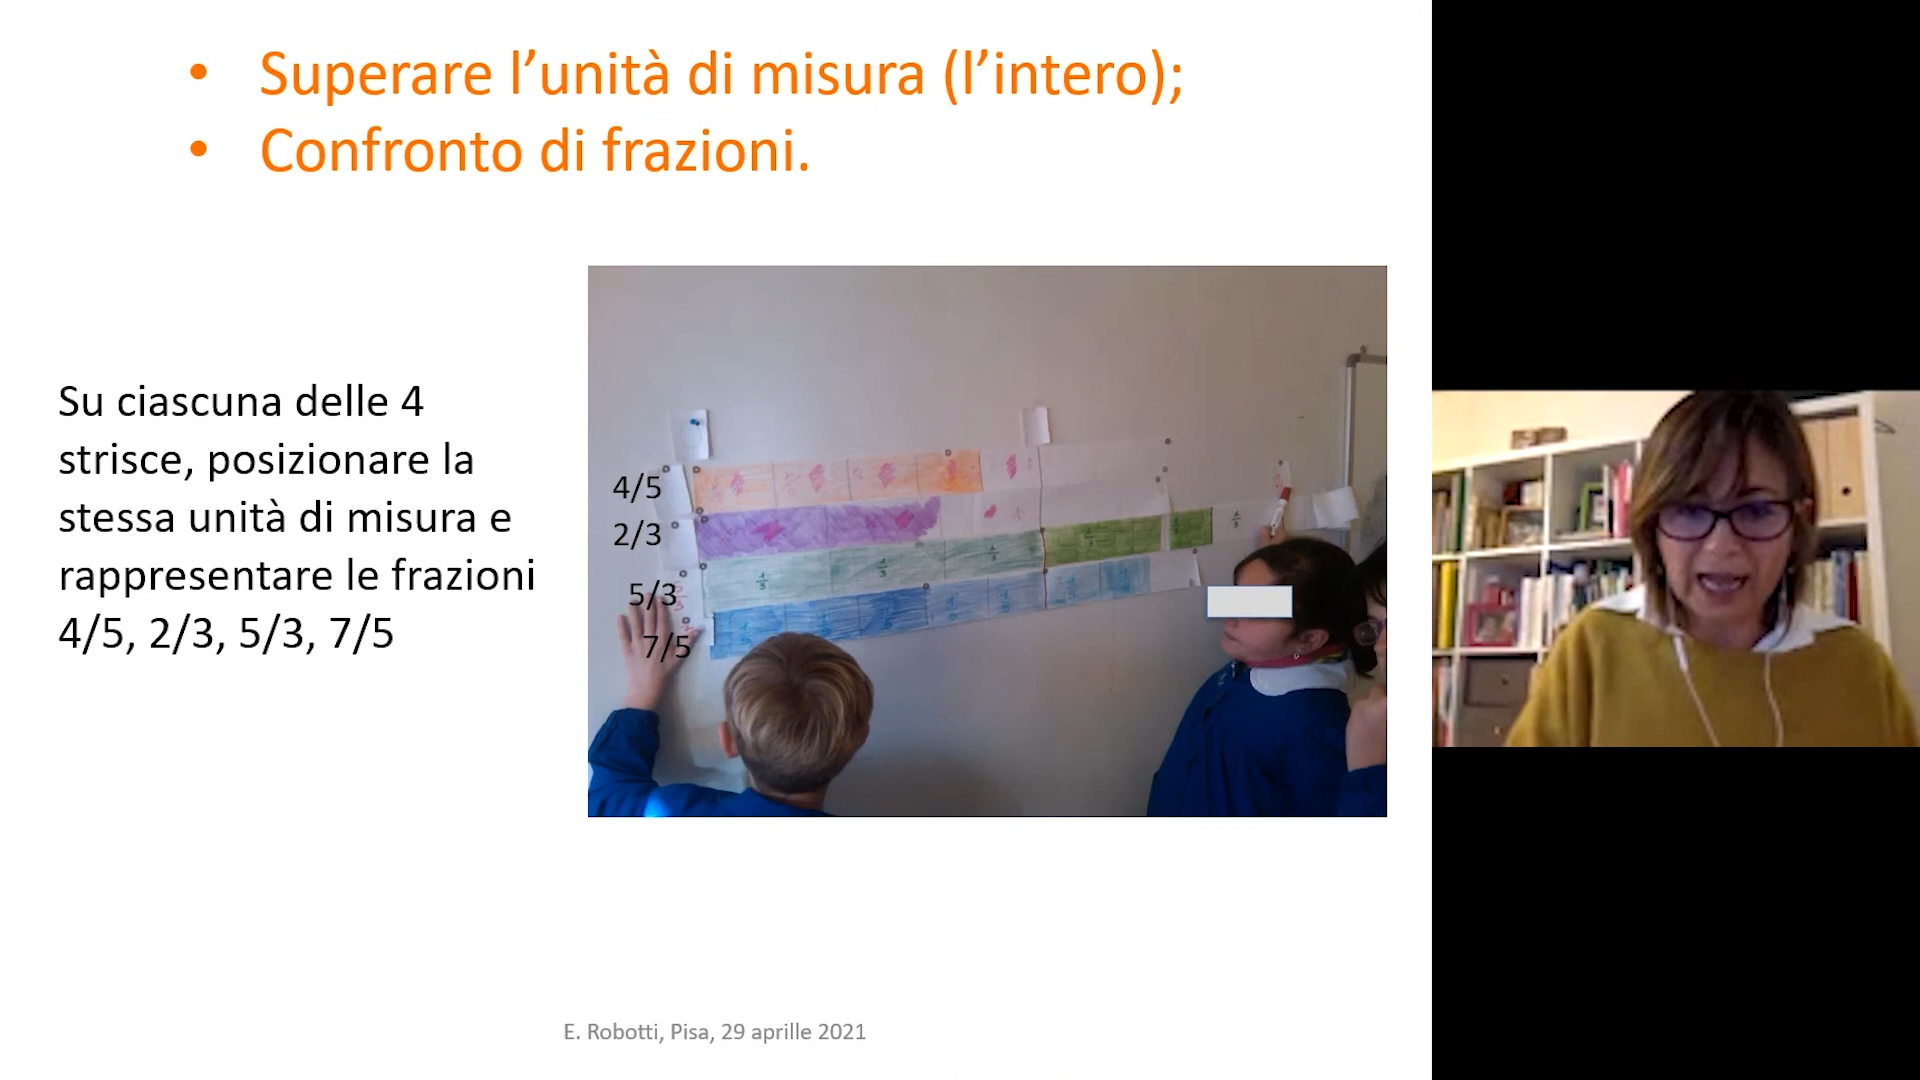 • Superare l’unità di misura (l’intero);
• Confronto di frazioni.
Su ciascuna delle 4
strisce, posizionare la
stessa unità di misura e
rappresentare le frazioni
4/5, 2/3, 5/3, 7/5
4/5
2/3
5/3
7/5
E. Robotti, Pisa, 29 aprille 2021